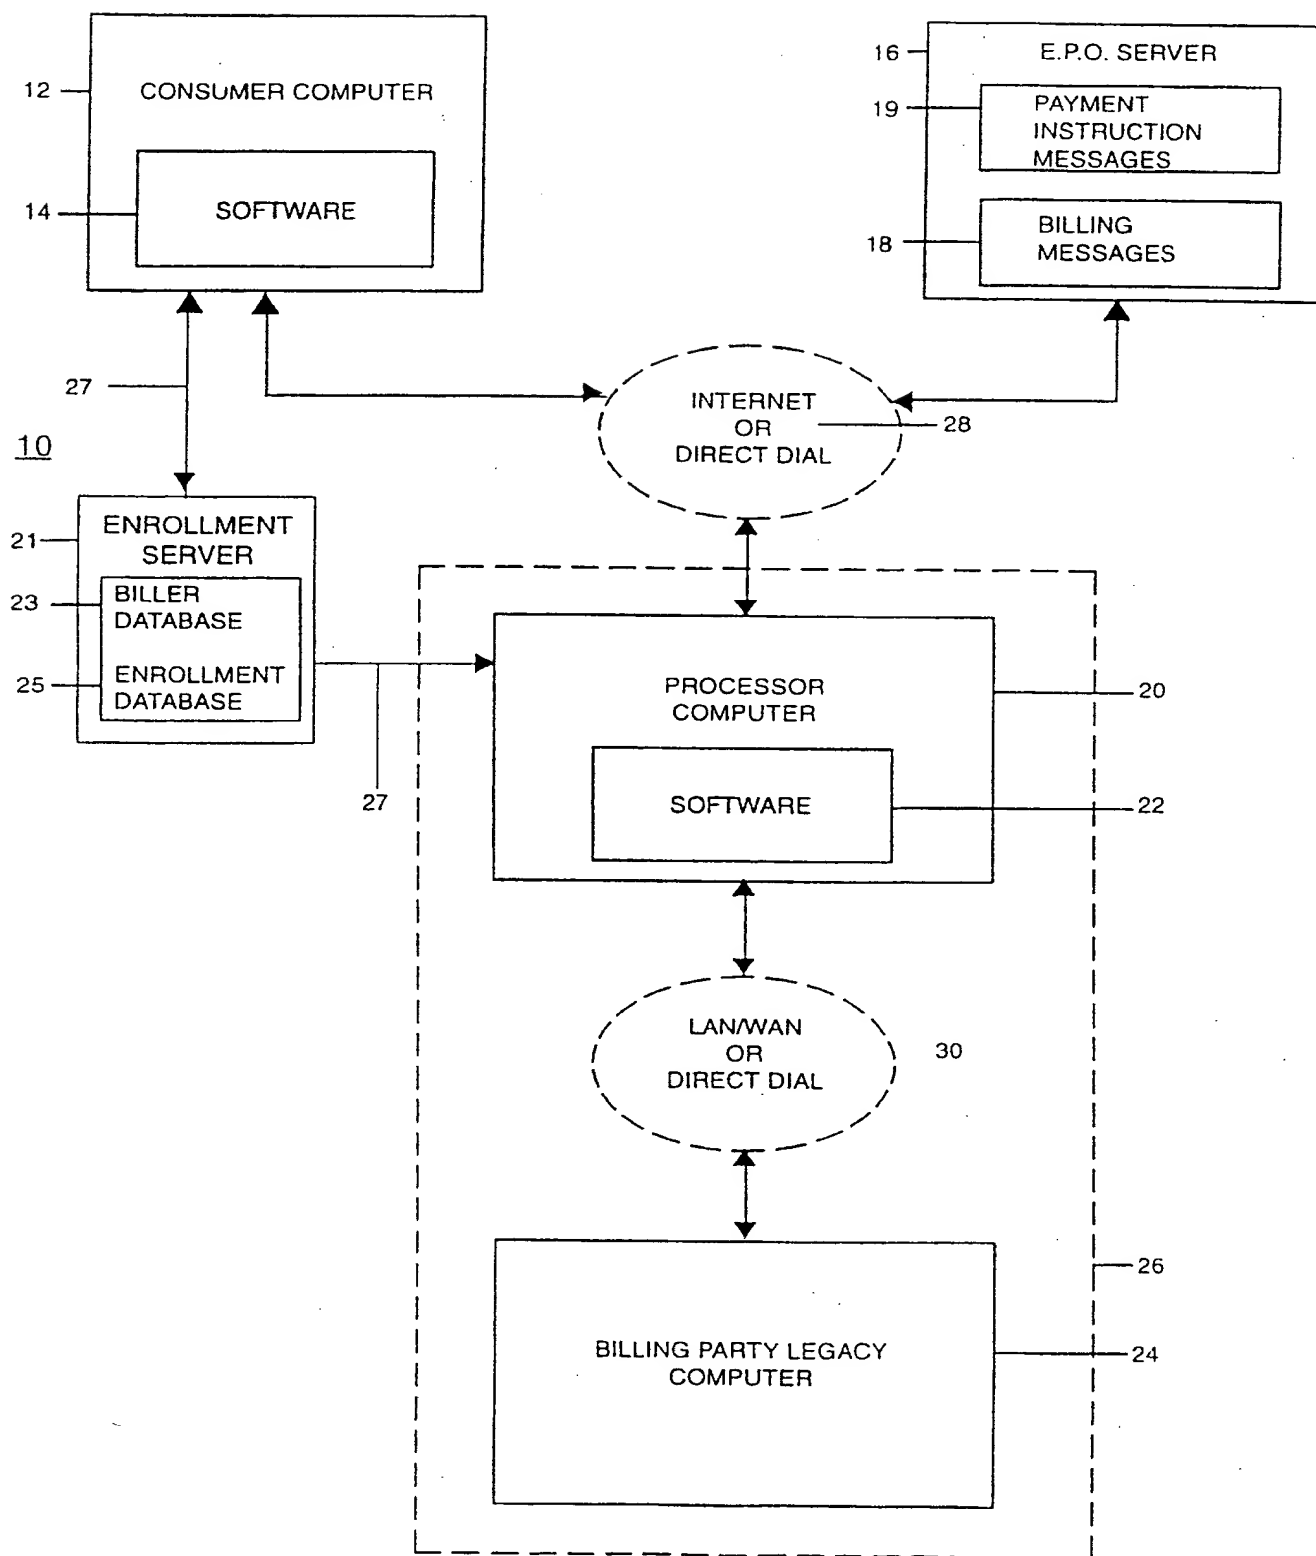 12
CONSUMER COMPUTER
14
SOFTWARE
16
E.P.O. SERVER
19
PAYMENT
INSTRUCTION
MESSAGES
18
BILLING
MESSAGES
27
10
INTERNET
OR
DIRECT DIAL
28
21
ENROLLMENT
SERVER
23
BILLER
DATABASE
25
ENROLLMENT
DATABASE
27
PROCESSOR
COMPUTER
20
SOFTWARE
22
LAN/WAN
OR
DIRECT DIAL
30
26
BILLING PARTY LEGACY
COMPUTER
24